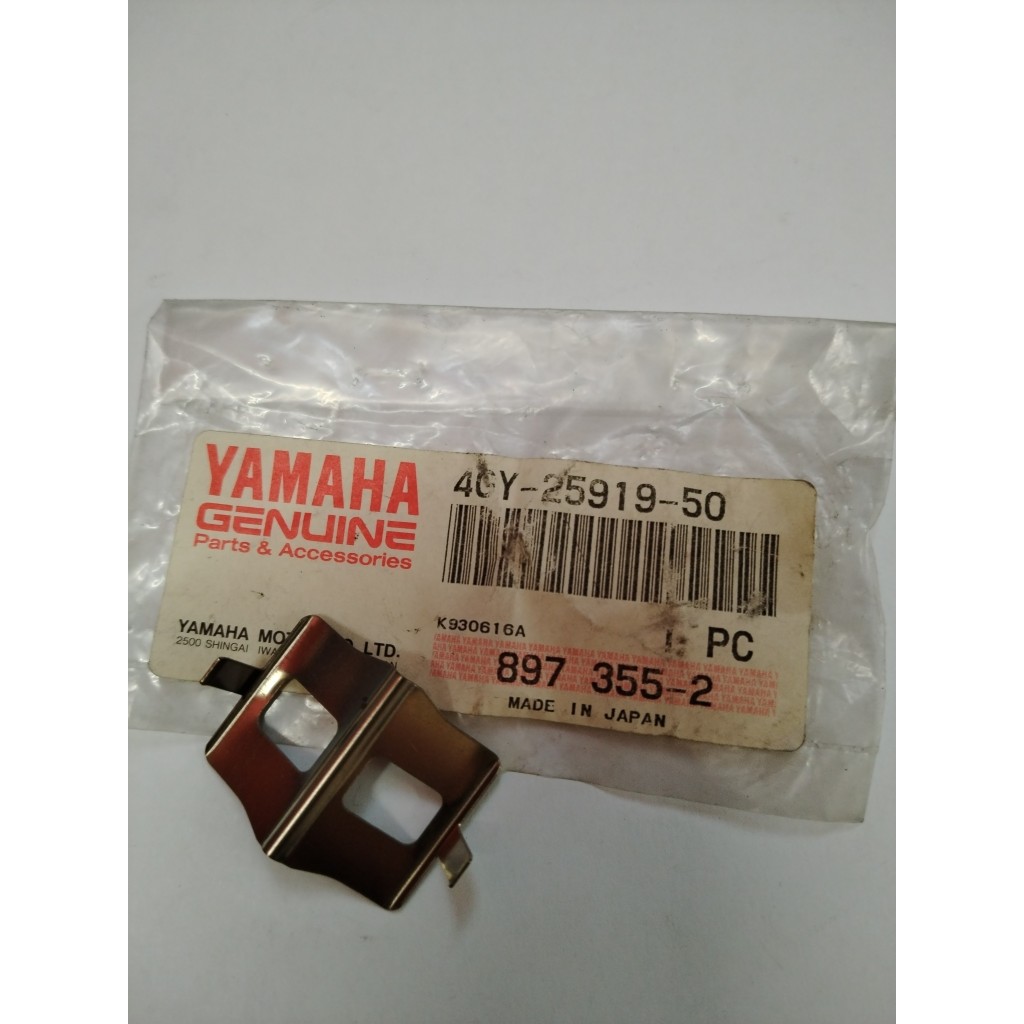 YAMAHA
GENUINE
Parts & Accessories
4GY-25919-50
K930616A
PC
YAMAHA LTD.
2500 SHINGAI
897 355-2
MADE IN JAPAN